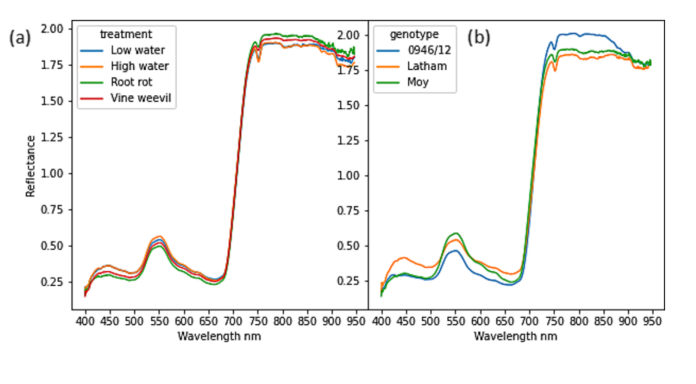 (a)
treatment
Low water
High water
Root rot
Vine weevil
2.00
1.75
1.50
1.25
1.00
0.75
0.50
0.25
Reflectance
400 450 500 550 600 650 700 750 800 850 900 950
Wavelength nm
(b)
genotype
0946/12
Latham
Moy
2.00
1.75
1.50
1.25
1.00
0.75
0.50
0.25
400 450 500 550 600 650 700 750 800 850 900 950
Wavelength nm